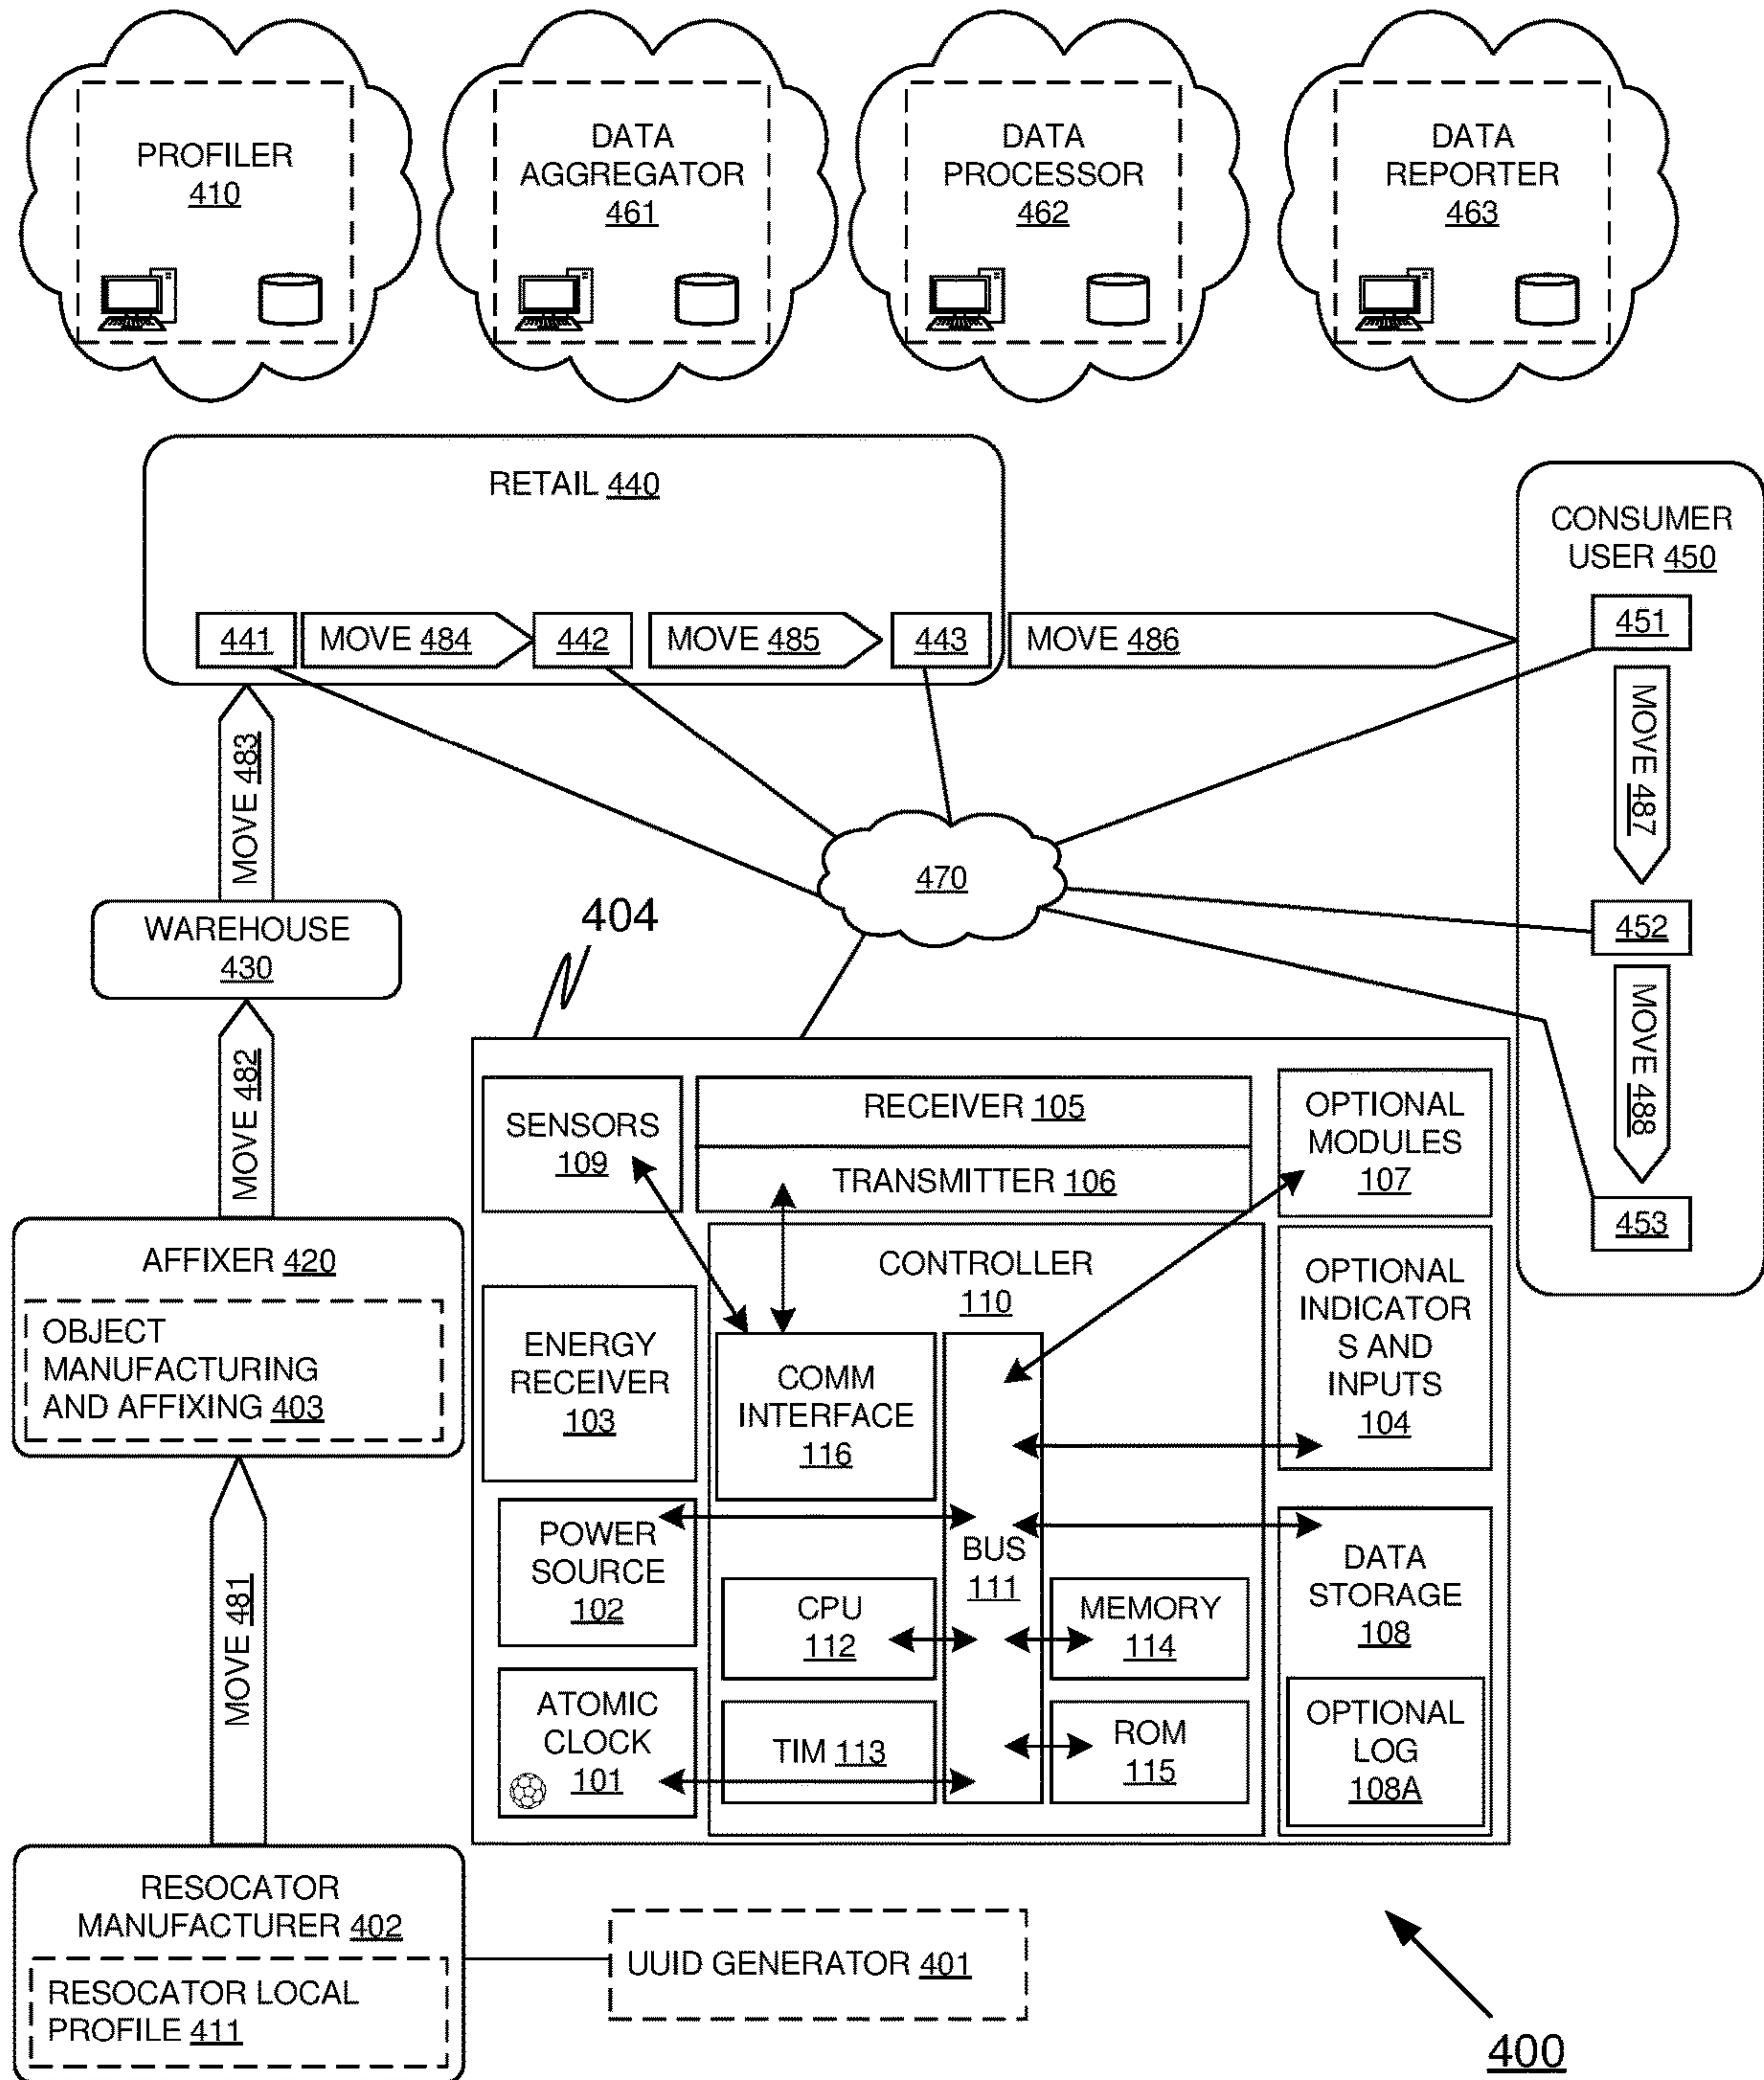 PROFILER
410
DATA
AGGREGATOR
461
DATA
PROCESSOR
462
DATA
REPORTER
463
RETAIL 440
441
MOVE 484
442
MOVE 485
443
MOVE 486
CONSUMER
USER 450
451
MOVE 487
452
MOVE 488
453
MOVE 483
470
WAREHOUSE
430
404
MOVE 482
SENSORS
109
RECEIVER 105
TRANSMITTER 106
OPTIONAL
MODULES
107
AFFIXER 420
OBJECT
MANUFACTURING
AND AFFIXING 403
CONTROLLER
110
ENERGY
RECEIVER
103
COMM
INTERFACE
116
OPTIONAL
INDICATOR
S AND
INPUTS
104
POWER
SOURCE
102
BUS
111
CPU
112
MEMORY
114
DATA
STORAGE
108
MOVE 481
ATOMIC
CLOCK
101
TIM 113
ROM
115
OPTIONAL
LOG
108A
RESOCATOR
MANUFACTURER 402
RESOCATOR LOCAL
PROFILE 411
UUID GENERATOR 401
400